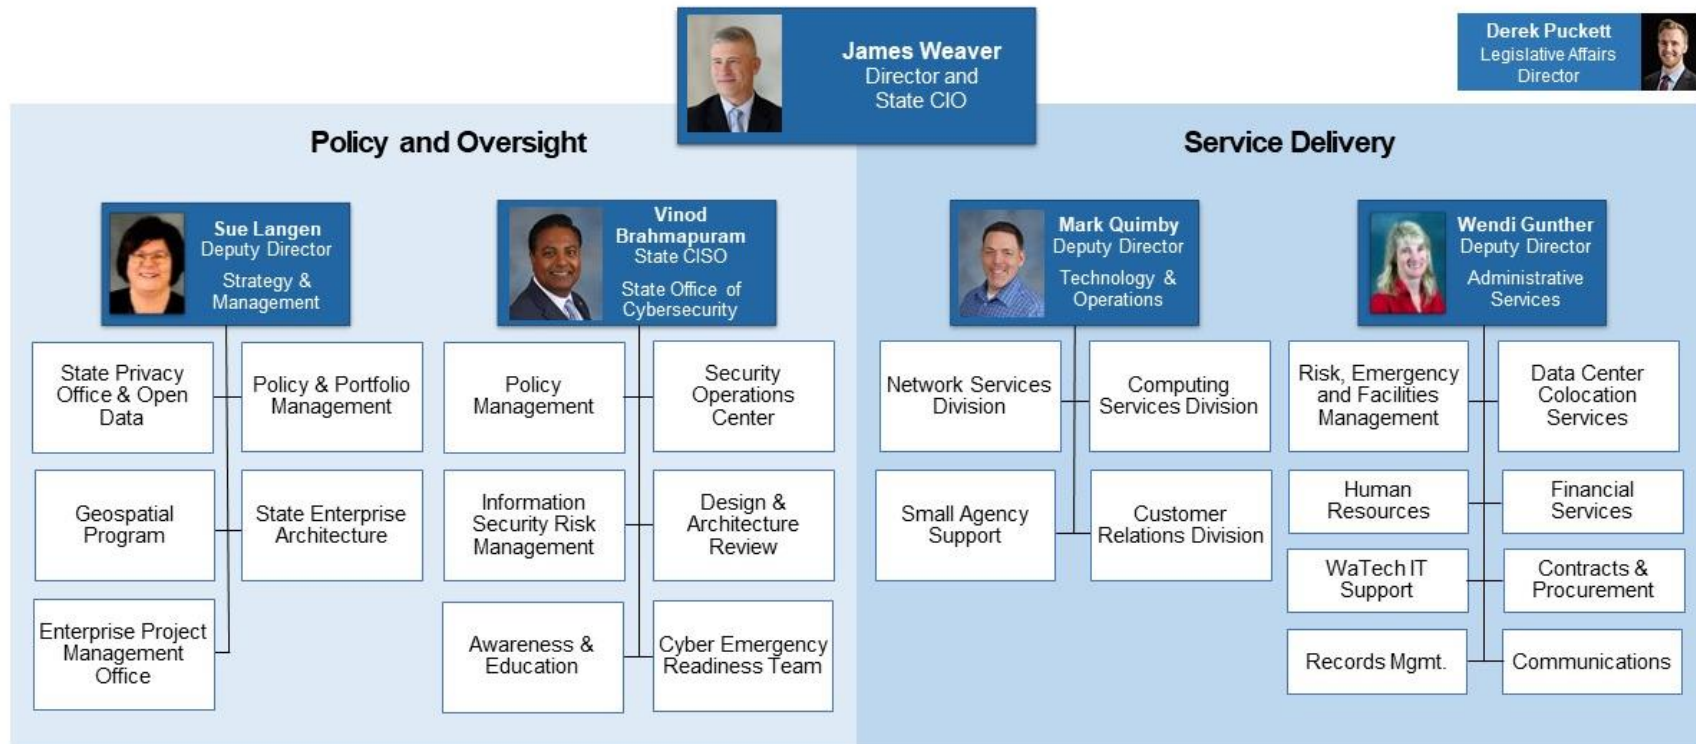 James Weaver
Director and
State CIO
Derek Puckett
Legislative Affairs
Director
Policy and Oversight
Service Delivery
Sue Langen
Deputy Director
Strategy &
Management
Vinod
Brahmapuram
State CISO
State Office of
Cybersecurity
Mark Quimby
Deputy Director
Technology &
Operations
Wendi Gunther
Deputy Director
Administrative
Services
State Privacy
Office & Open
Data
Policy & Portfolio
Management
Geospatial
Program
State Enterprise
Architecture
Enterprise Project
Management
Office
Policy
Management
Security
Operations
Center
Information
Security Risk
Management
Design &
Architecture
Review
Awareness &
Education
Cyber Emergency
Readiness Team
Network Services
Division
Computing
Services Division
Small Agency
Support
Customer
Relations Division
Risk, Emergency
and Facilities
Management
Data Center
Colocation
Services
Human
Resources
Financial
Services
WaTech IT
Support
Contracts &
Procurement
Records Mgmt.
Communications